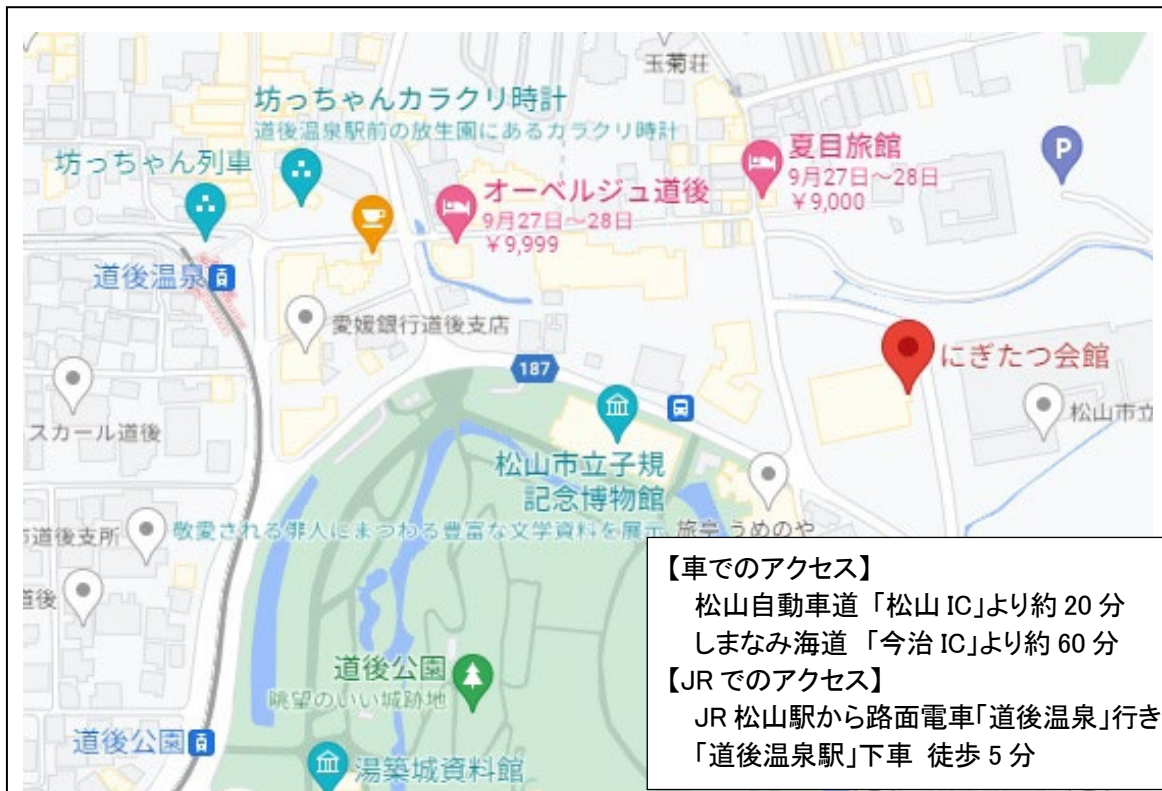 玉菊荘
坊っちゃんカラクリ時計
道後温泉駅前の放生園にあるカラクリ時計
坊っちゃん列車
夏目旅館
9月27日～28日
￥9,000
P
オーベルジュ道後
9月27日～28日
￥9,999
道後温泉
愛媛銀行道後支店
187
にぎたつ会館
松山市立
スカール道後
松山市立子規
記念博物館
敬愛される俳人にまつわる豊富な文学資料を展示
旅亭 うめのや
道後支所
道後
道後公園
眺望のいい城跡地
道後公園
湯築城資料館
【車でのアクセス】
松山自動車道 「松山 IC」より約 20 分
しまなみ海道 「今治 IC」より約 60 分
【JR でのアクセス】
JR 松山駅から路面電車「道後温泉」行き
「道後温泉駅」下車 徒歩 5 分